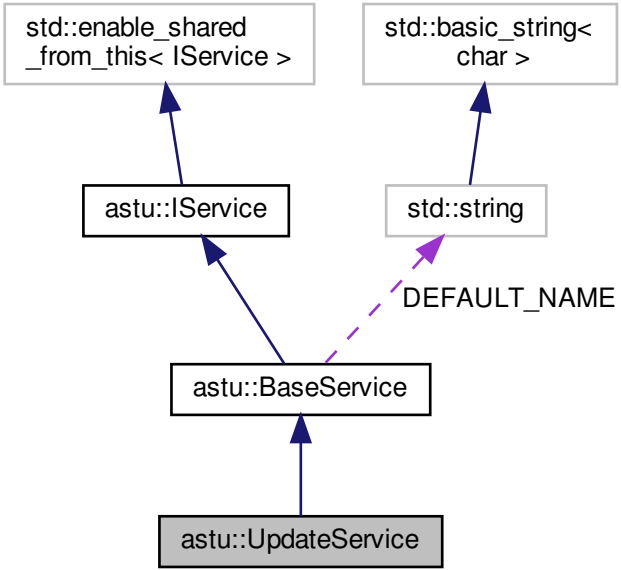 std::enable_shared
_from_this< IService >
std::basic_string<
char >
astu::IService
std::string
DEFAULT_NAME
astu::BaseService
astu::UpdateService